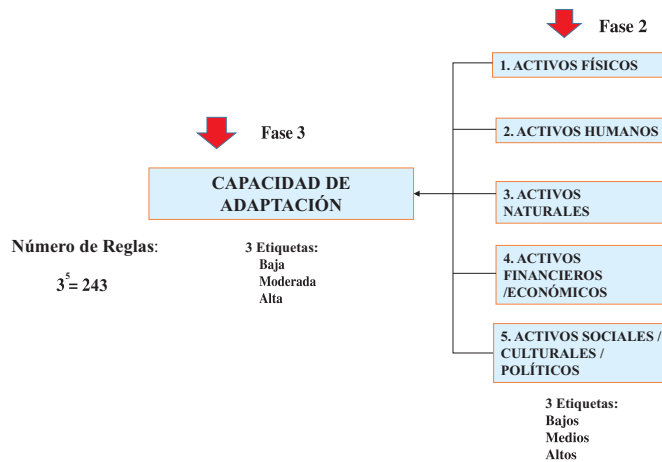 Fase 2
1. ACTIVOS FÍSICOS
2. ACTIVOS HUMANOS
3. ACTIVOS
NATURALES
4. ACTIVOS
FINANCIEROS
/ECONÓMICOS
5. ACTIVOS SOCIALES /
CULTURALES /
POLÍTICOS
3 Etiquetas:
Bajos
Medios
Altos
Fase 3
CAPACIDAD DE
ADAPTACIÓN
3 Etiquetas:
Baja
Moderada
Alta
Número de Reglas:
3⁵= 243